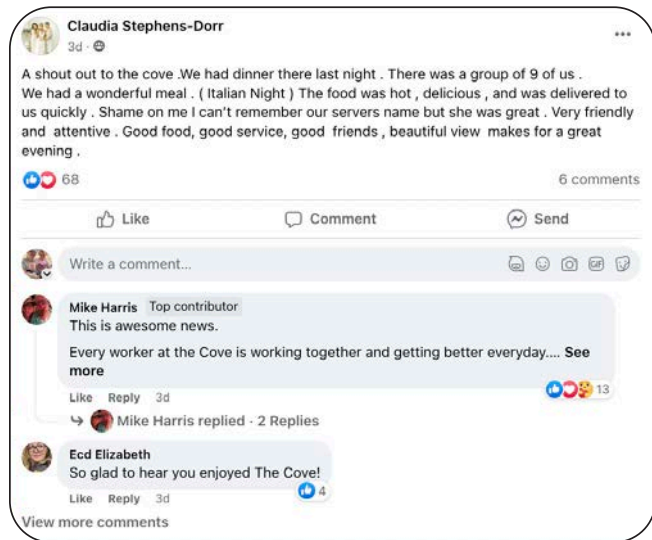 Claudia Stephens-Dorr
3d ·
A shout out to the cove .We had dinner there last night . There was a group of 9 of us .
We had a wonderful meal . ( Italian Night ) The food was hot , delicious , and was delivered to
us quickly . Shame on me I can't remember our servers name but she was great . Very friendly
and attentive . Good food, good service, good friends , beautiful view makes for a great
evening .
68
6 comments
Like
Comment
Send
Write a comment...
GIF
Mike Harris Top contributor
This is awesome news.
Every worker at the Cove is working together and getting better everyday.... See
more
Like Reply 3d
13
Mike Harris replied · 2 Replies
Ecd Elizabeth
So glad to hear you enjoyed The Cove!
Like Reply 3d
4
View more comments